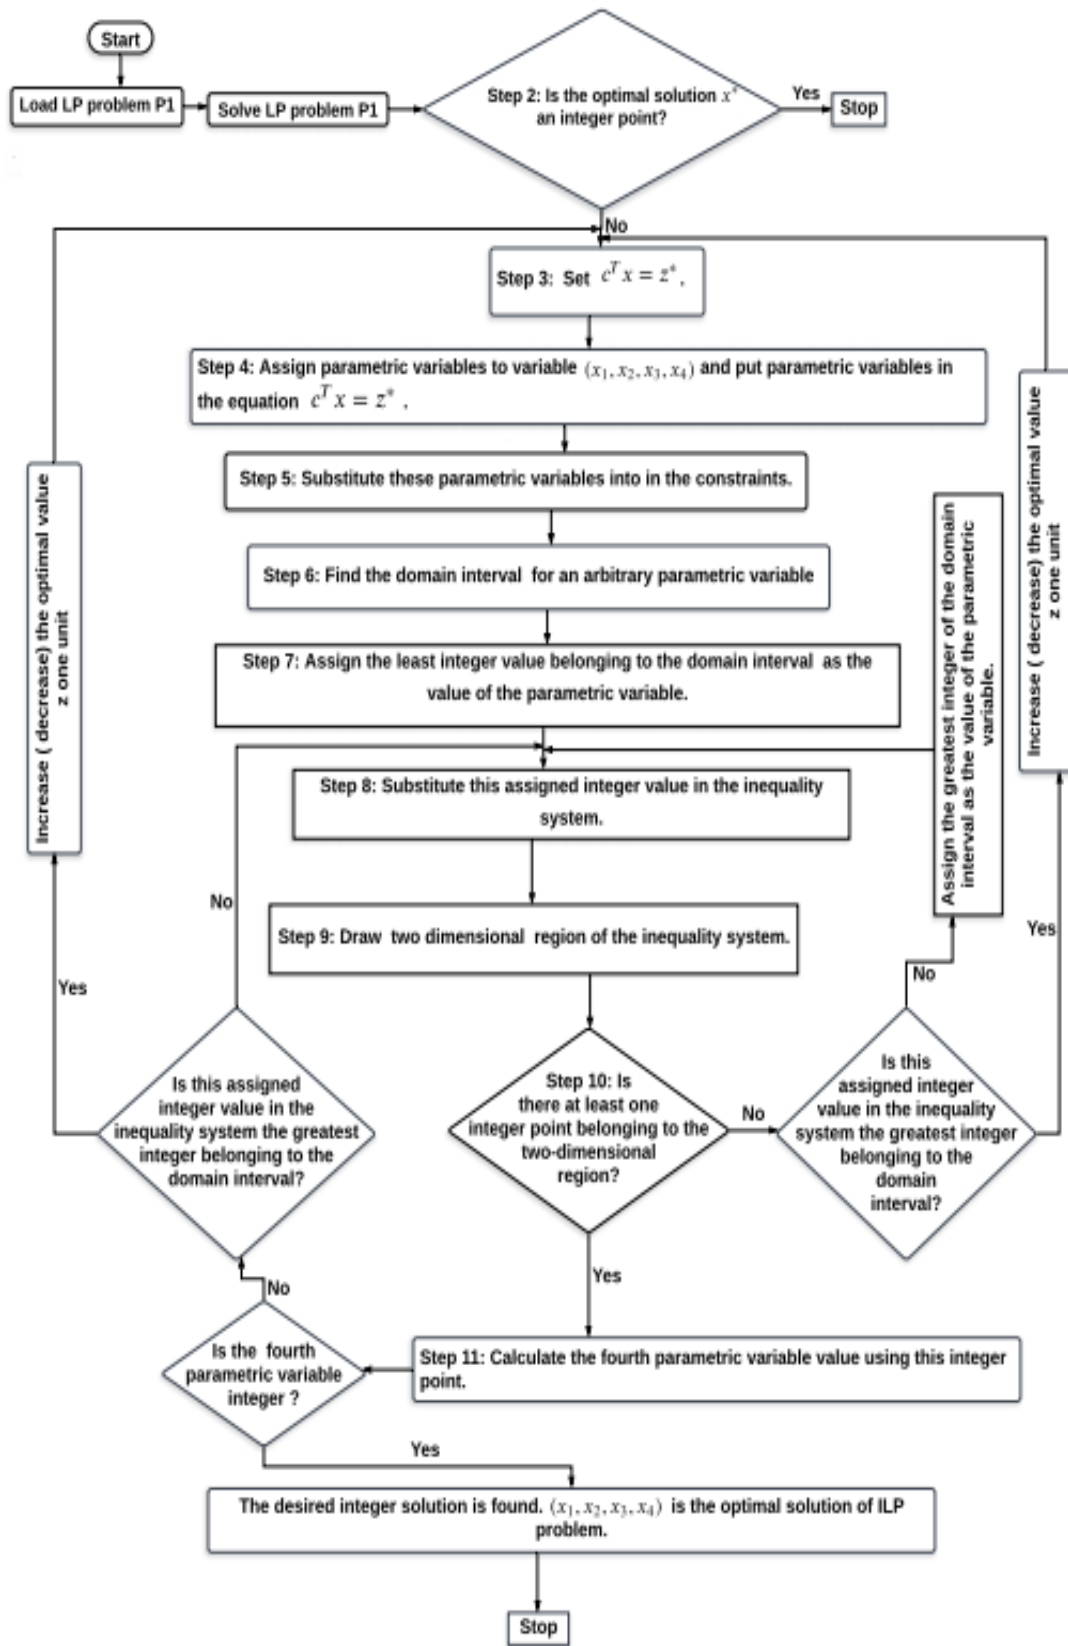 Start
Load LP problem P1
Solve LP problem P1
Step 2: Is the optimal solution x*
an integer point?
Yes
Stop
No
Step 3: Set c^T x = z* .
Step 4: Assign parametric variables to variable (x₁, x₂, x₃, x₄) and put parametric variables in
the equation c^T x = z* .
Step 5: Substitute these parametric variables into in the constraints.
Step 6: Find the domain interval for an arbitrary parametric variable
Step 7: Assign the least integer value belonging to the domain interval as the
value of the parametric variable.
Step 8: Substitute this assigned integer value in the inequality
system.
Step 9: Draw two dimensional region of the inequality system.
Step 10: Is
there at least one
integer point belonging to the
two-dimensional
region?
No
Is this
assigned integer
value in the inequality
system the greatest integer
belonging to the
domain
interval?
No
Assign the greatest integer of the domain
interval as the value of the parametric
variable.
Yes
Increase ( decrease) the optimal value
z one unit
Yes
Step 11: Calculate the fourth parametric variable value using this integer
point.
Is the fourth
parametric variable
integer ?
No
Is this assigned
integer value in the
inequality system the greatest
integer belonging to the
domain interval?
No
Yes
Increase ( decrease) the optimal value
z one unit
Yes
The desired integer solution is found. (x₁, x₂, x₃, x₄) is the optimal solution of ILP
problem.
Stop